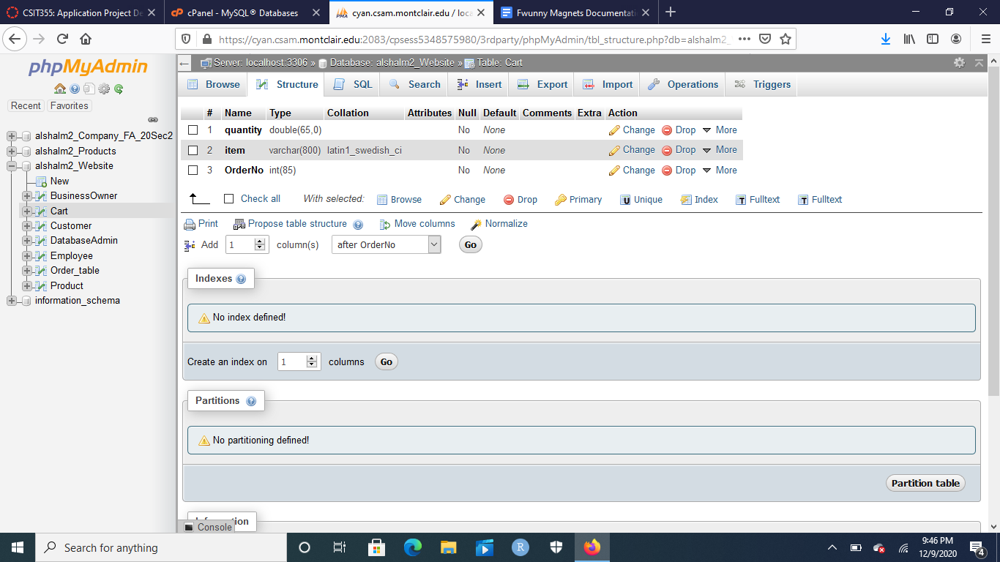 CSIT355: Application Project De
cPanel - MySQL® Databases
cyan.csam.montclair.edu / loca
Fwunny Magnets Documentati
https://cyan.csam.montclair.edu:2083/cpsess5348575980/3rdparty/phpMyAdmin/tbl_structure.php?db=alshalm2_
phpMyAdmin
Recent Favorites
alshalm2_Company_FA_20Sec2
alshalm2_Products
alshalm2_Website
New
BusinessOwner
Cart
Customer
DatabaseAdmin
Employee
Order_table
Product
information_schema
Server: localhost:3306 » Database: alshalm2_Website » Table: Cart
Browse Structure SQL Search Insert Export Import Operations Triggers
# Name Type Collation Attributes Null Default Comments Extra Action
1 quantity double(65,0) No None Change Drop More
2 item varchar(800) latin1_swedish_ci No None Change Drop More
3 OrderNo int(85) No None Change Drop More
Check all With selected: Browse Change Drop Primary Unique Index Fulltext Fulltext
Print Propose table structure Move columns Normalize
Add 1 column(s) after OrderNo Go
Indexes
No index defined!
Create an index on 1 columns Go
Partitions
No partitioning defined!
Partition table
Console
Search for anything
R
9:46 PM
12/9/2020
4